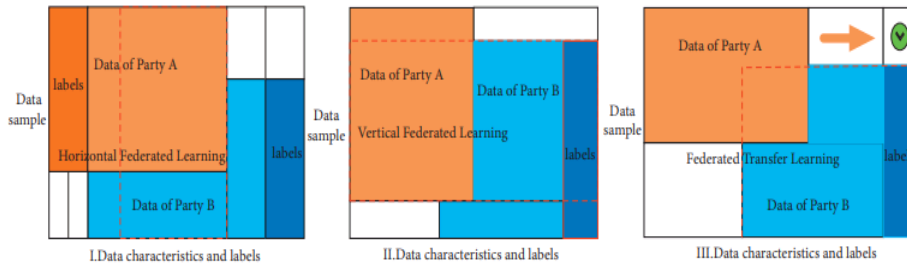 Data of Party A
labels
Data
sample
Horizontal Federated Learning
labels
Data of Party B
I.Data characteristics and labels
Data of Party A
Data of Party B
Data
sample
Vertical Federated Learning
labels
II.Data characteristics and labels
Data of Party A
Data
sample
labels
Federated Transfer Learning
Data of Party B
III.Data characteristics and labels